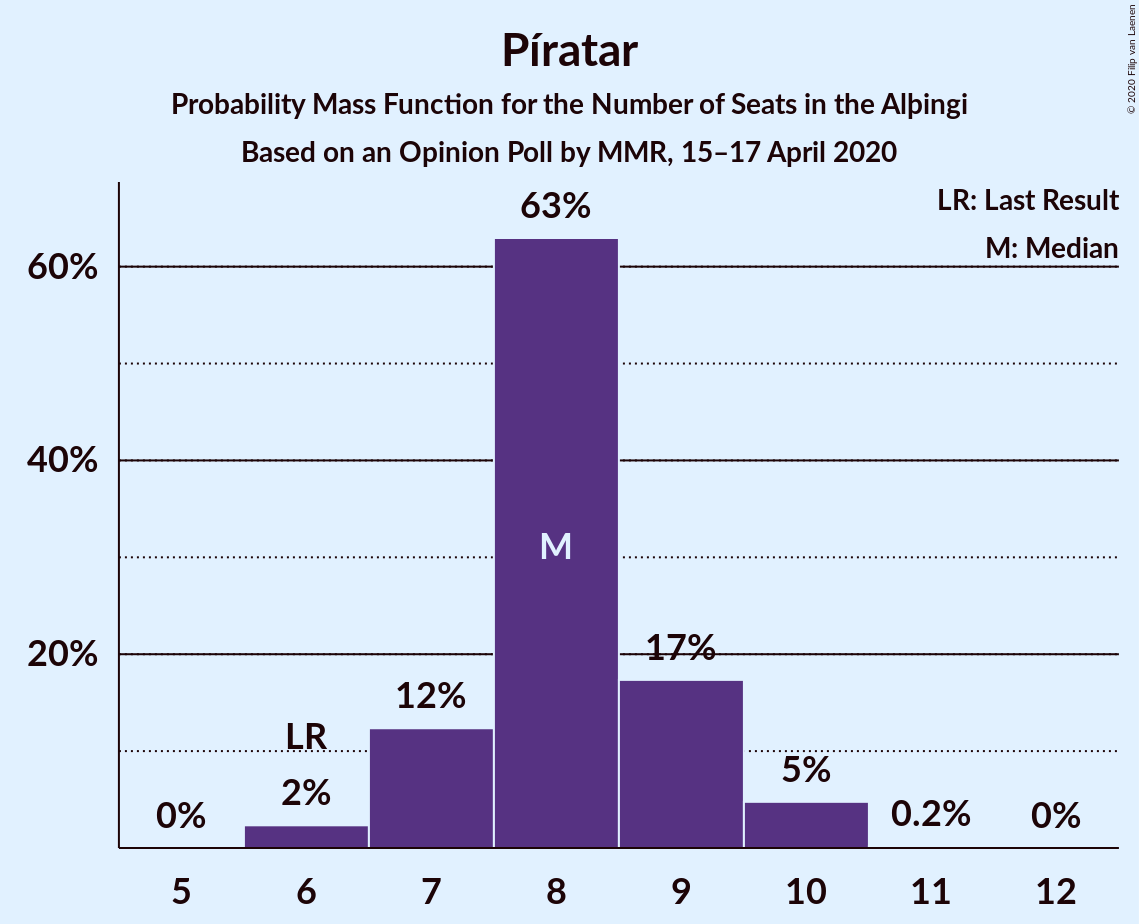 Píratar
Probability Mass Function for the Number of Seats in the Alþingi
Based on an Opinion Poll by MMR, 15–17 April 2020
© 2020 Filip van Laenen
LR: Last Result
M: Median
63%
60%
M
40%
20%
17%
12%
LR
2%
5%
0%
0.2%
0%
5 6 7 8 9 10 11 12